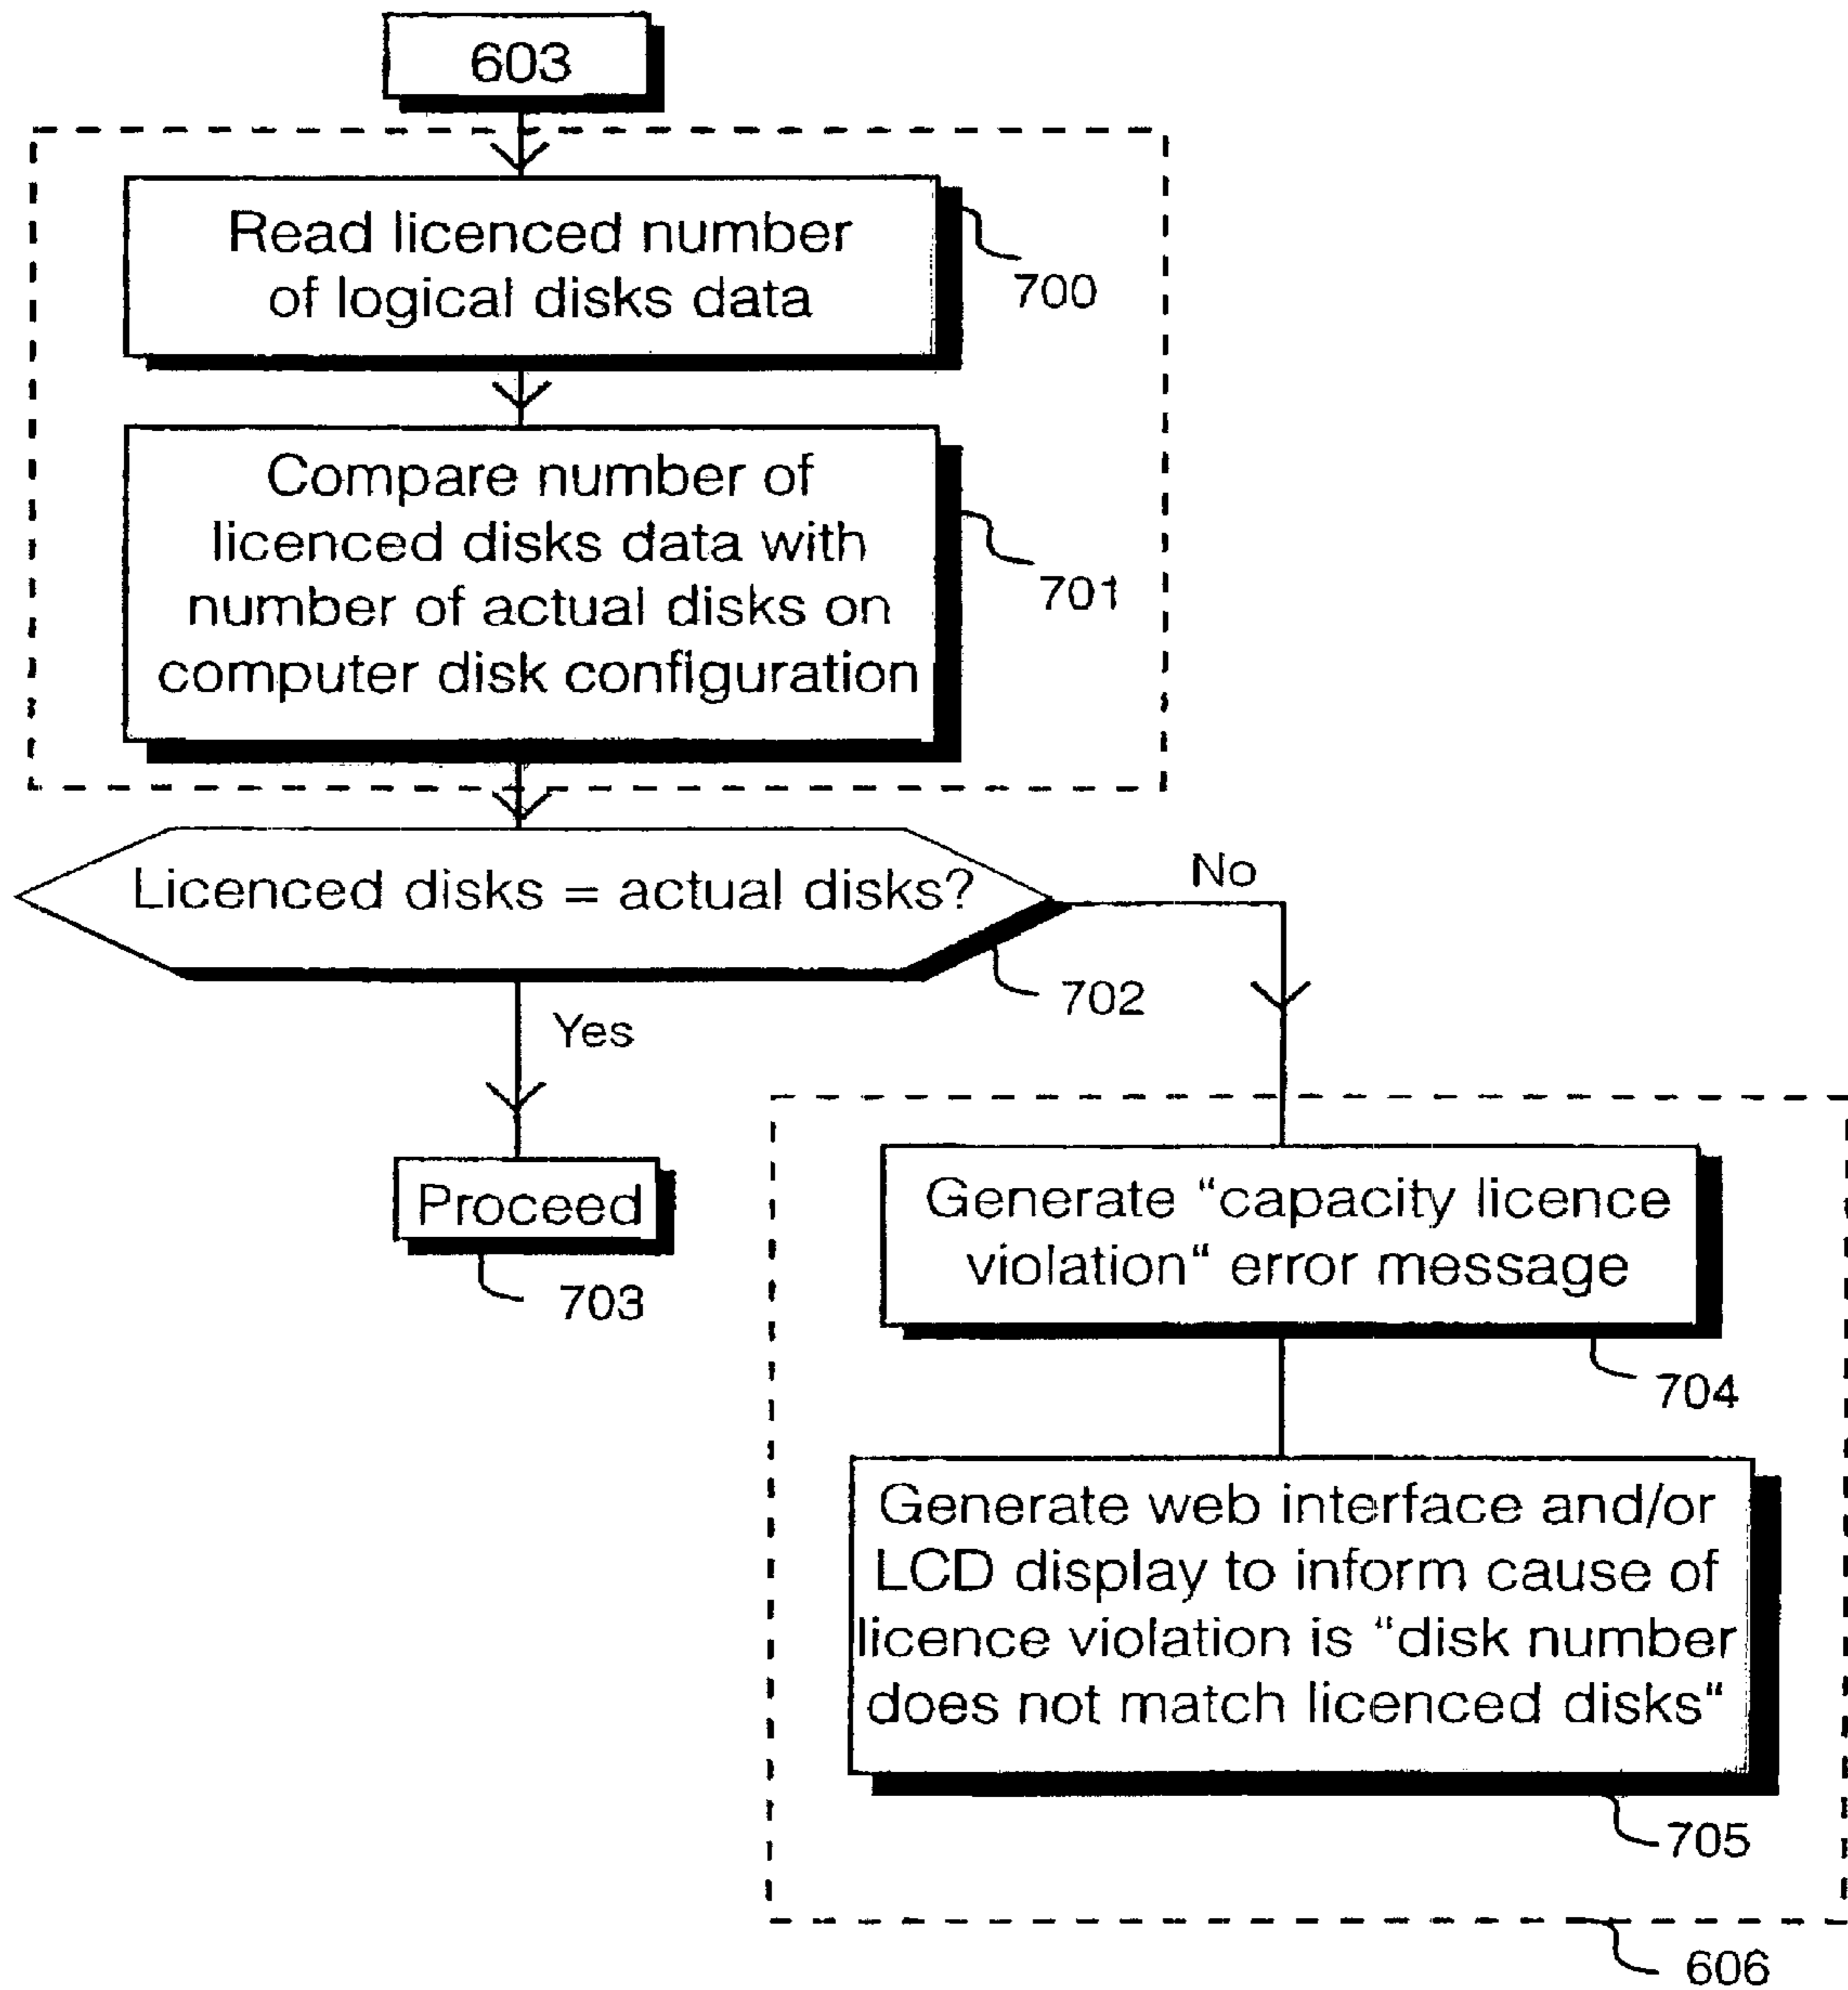 603
Read licenced number
of logical disks data
700
Compare number of
licenced disks data with
number of actual disks on
computer disk configuration
701
Licenced disks = actual disks?
No
702
Yes
Proceed
703
Generate “capacity licence
violation“ error message
704
Generate web interface and/or
LCD display to inform cause of
licence violation is “disk number
does not match licenced disks“
705
606